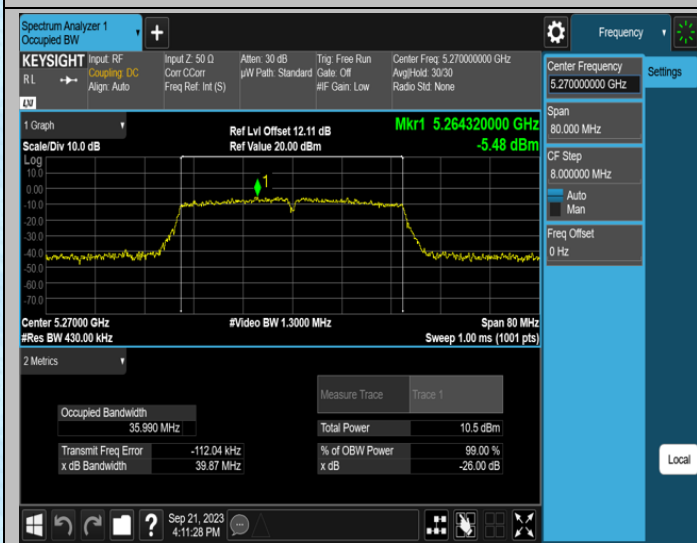 Spectrum Analyzer 1
Occupied BW
+
Frequency
KEYSIGHT
R L
LXI
Input: RF
Coupling: DC
Align: Auto
Input Z: 50 Ω
Corr CCorr
Freq Ref: Int (S)
Atten: 30 dB
µW Path: Standard
Trig: Free Run
Gate: Off
#IF Gain: Low
Center Freq: 5.270000000 GHz
Avg|Hold: 30/30
Radio Std: None
Center Frequency
5.270000000 GHz
Settings
Span
80.000 MHz
CF Step
8.000000 MHz
Auto
Man
Freq Offset
0 Hz
Local
1 Graph
Scale/Div 10.0 dB
Ref Lvl Offset 12.11 dB
Ref Value 20.00 dBm
Mkr1 5.264320000 GHz
-5.48 dBm
Log
10.0
0.00
-10.0
-20.0
-30.0
-40.0
-50.0
-60.0
-70.0
1
Center 5.27000 GHz
#Res BW 430.00 kHz
#Video BW 1.3000 MHz
Span 80 MHz
Sweep 1.00 ms (1001 pts)
2 Metrics
Measure Trace
Trace 1
Occupied Bandwidth
35.990 MHz
Total Power
10.5 dBm
Transmit Freq Error
-112.04 kHz
% of OBW Power
99.00 %
x dB Bandwidth
39.87 MHz
x dB
-26.00 dB
?
Sep 21, 2023
4:11:28 PM